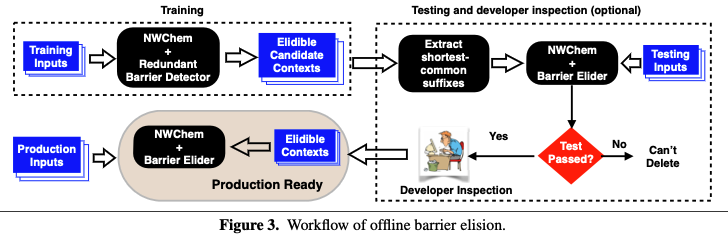 Training
Testing and developer inspection (optional)
Training
Inputs
NWChem
+
Redundant
Barrier Detector
Elidible
Candidate
Contexts
Extract
shortest-
common
suffixes
NWChem
+
Barrier Elider
Testing
Inputs
Production
Inputs
NWChem
+
Barrier Elider
Elidible
Contexts
Production Ready
Developer Inspection
Yes
Test
Passed?
No
Can't
Delete
Figure 3. Workflow of offline barrier elision.